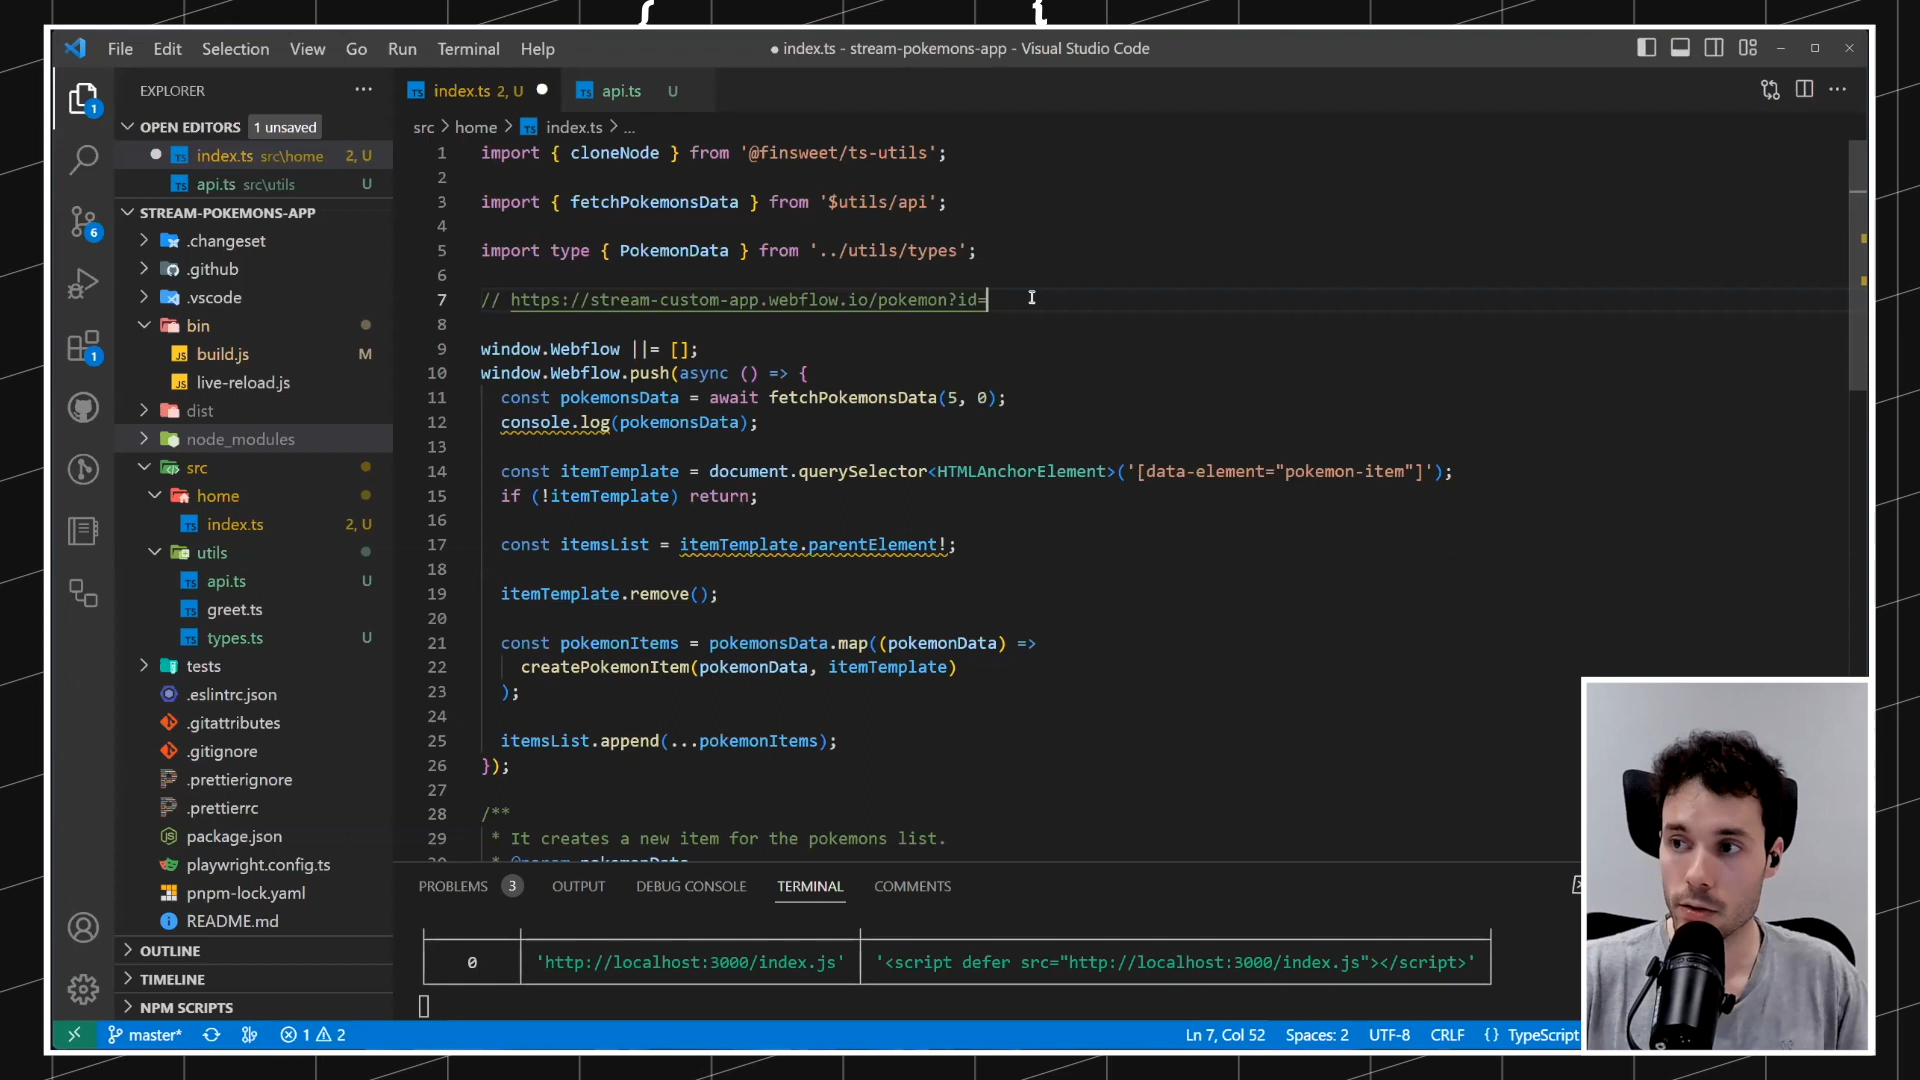 File Edit Selection View Go Run Terminal Help
● index.ts - stream-pokemons-app - Visual Studio Code
EXPLORER
OPEN EDITORS 1 unsaved
index.ts src\home 2, U
api.ts src\utils U
STREAM-POKEMONS-APP
.changeset
.github
.vscode
bin
build.js M
live-reload.js
dist
node_modules
src
home
index.ts 2, U
utils
api.ts U
greet.ts
types.ts U
tests
.eslintrc.json
.gitattributes
.gitignore
.prettierignore
.prettierrc
package.json
playwright.config.ts
pnpm-lock.yaml
README.md
OUTLINE
TIMELINE
NPM SCRIPTS
1
6
1
index.ts 2, U
api.ts U
src > home > TS index.ts > ...
1 import { cloneNode } from '@finsweet/ts-utils';
2
3 import { fetchPokemonsData } from '$utils/api';
4
5 import type { PokemonData } from '../utils/types';
6
7 // https://stream-custom-app.webflow.io/pokemon?id=
8
9 window.Webflow ||= [];
10 window.Webflow.push(async () => {
11 const pokemonsData = await fetchPokemonsData(5, 0);
12 console.log(pokemonsData);
13
14 const itemTemplate = document.querySelector<HTMLAnchorElement>('[data-element="pokemon-item"]');
15 if (!itemTemplate) return;
16
17 const itemsList = itemTemplate.parentElement!;
18
19 itemTemplate.remove();
20
21 const pokemonItems = pokemonsData.map((pokemonData) =>
22 createPokemonItem(pokemonData, itemTemplate)
23 );
24
25 itemsList.append(...pokemonItems);
26 });
27
28 /**
29 * It creates a new item for the pokemons list.
30 * @param pokemonData
PROBLEMS 3 OUTPUT DEBUG CONSOLE TERMINAL COMMENTS
0 'http://localhost:3000/index.js' '<script defer src="http://localhost:3000/index.js"></script>'
master* 1 2
Ln 7, Col 52 Spaces: 2 UTF-8 CRLF {} TypeScript